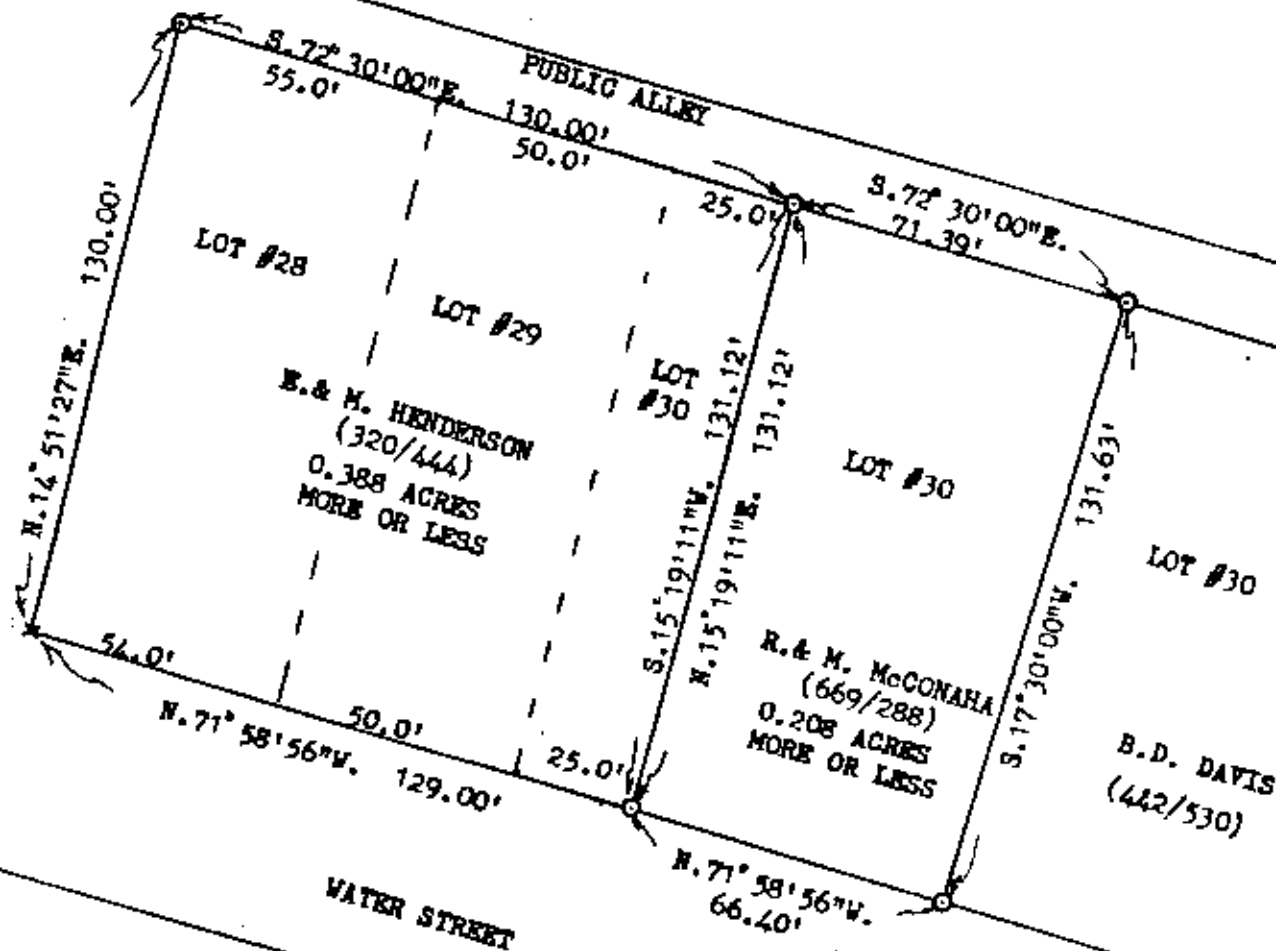 S.72°30'00"E.
130.00'
PUBLIC ALLEY
55.0'
50.0'
25.0'
S.72°30'00"E.
71.39'
N.14°51'27"E. 130.00'
LOT #28
LOT #29
LOT
#30
E.& M. HENDERSON
(320/444)
0.388 ACRES
MORE OR LESS
S.15°19'11"W. 131.12'
N.15°19'11"E. 131.12'
LOT #30
R.& M. McCONAHA
(669/288)
0.208 ACRES
MORE OR LESS
S.17°30'00"W. 131.63'
LOT #30
B.D. DAVIS
(442/530)
54.0'
50.0'
25.0'
N.71°58'56"W. 129.00'
N.71°58'56"W.
66.40'
WATER STREET